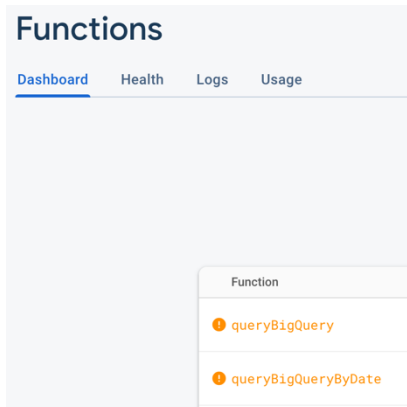 Functions
Dashboard Health Logs Usage
Function
queryBigQuery
queryBigQueryByDate